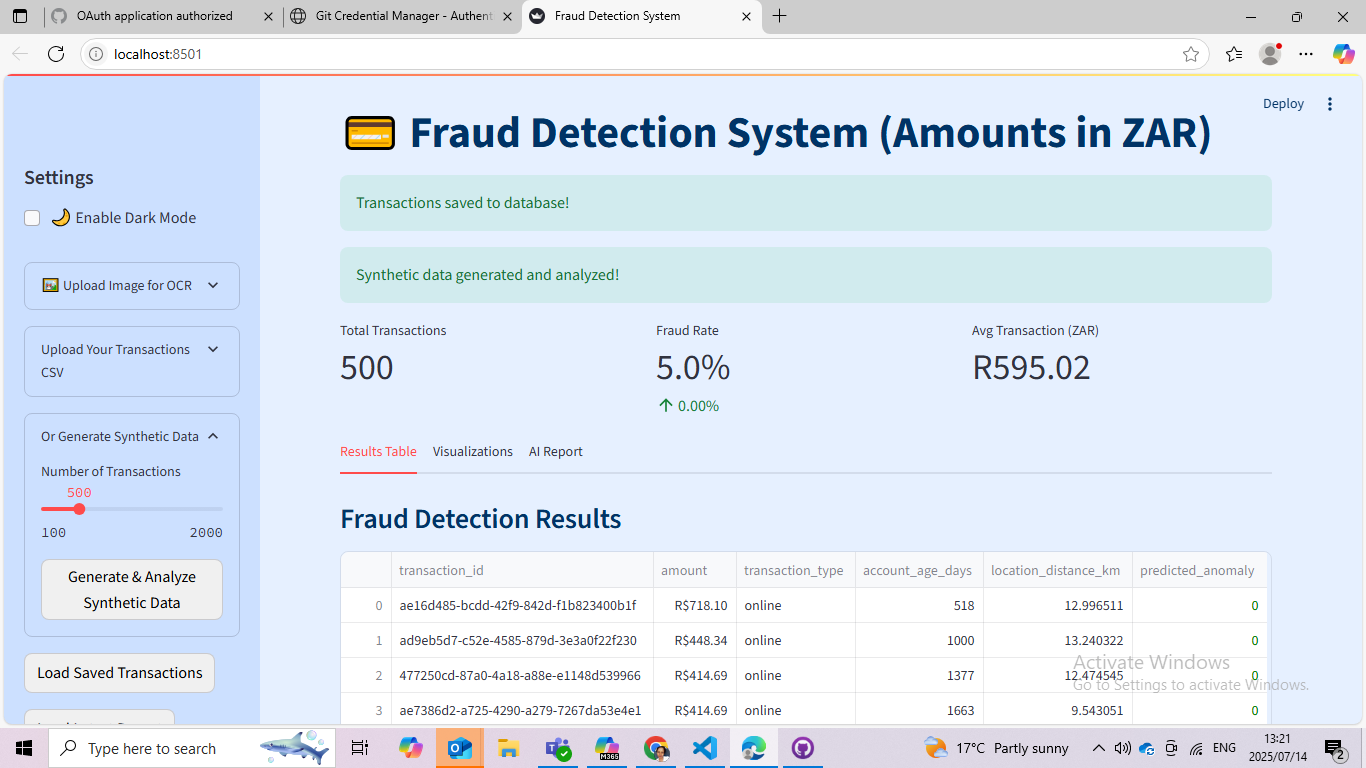 OAuth application authorized
Git Credential Manager - Authent
Fraud Detection System
localhost:8501
Deploy
Settings
Enable Dark Mode
Upload Image for OCR
Upload Your Transactions
CSV
Or Generate Synthetic Data
Number of Transactions
500
100 2000
Generate & Analyze
Synthetic Data
Load Saved Transactions
Fraud Detection System (Amounts in ZAR)
Transactions saved to database!
Synthetic data generated and analyzed!
Total Transactions Fraud Rate Avg Transaction (ZAR)
500 5.0% R595.02
0.00%
Results Table Visualizations AI Report
Fraud Detection Results
transaction_id amount transaction_type account_age_days location_distance_km predicted_anomaly
0 ae16d485-bcdd-42f9-842d-f1b823400b1f R$718.10 online 518 12.996511 0
1 ad9eb5d7-c52e-4585-879d-3e3a0f22f230 R$448.34 online 1000 13.240322 0
2 477250cd-87a0-4a18-a88e-e1148d539966 R$414.69 online 1377 12.474545 0
3 ae7386d2-a725-4290-a279-7267da53e4e1 R$414.69 online 1663 9.543051 0
Activate Windows
Go to Settings to activate Windows.
Type here to search
M365
17°C Partly sunny
ENG
13:21
2025/07/14
2